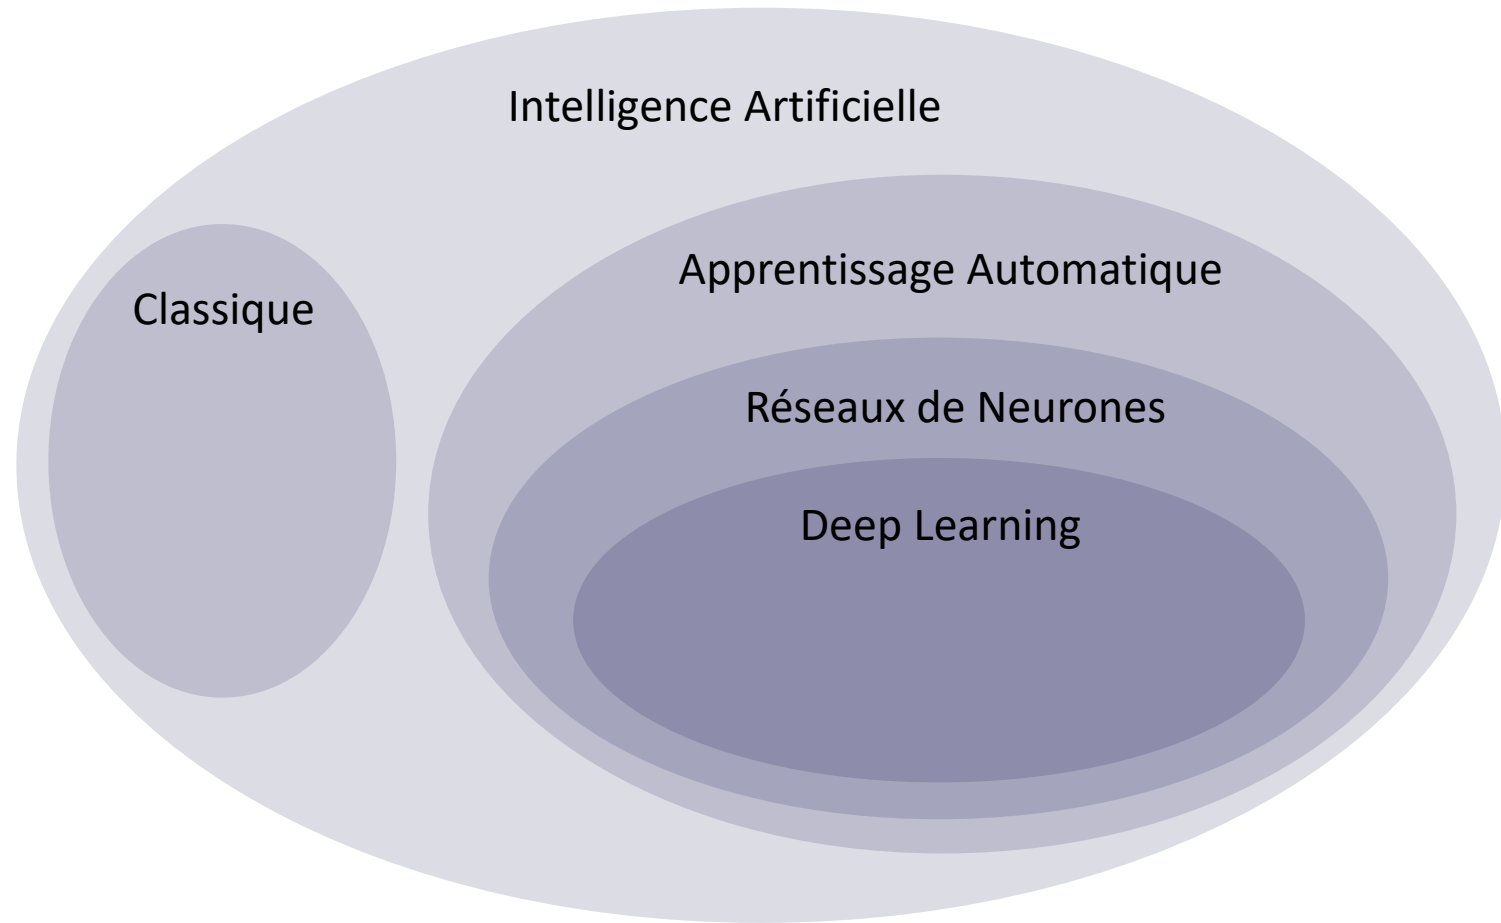 Intelligence Artificielle
Apprentissage Automatique
Classique
Réseaux de Neurones
Deep Learning